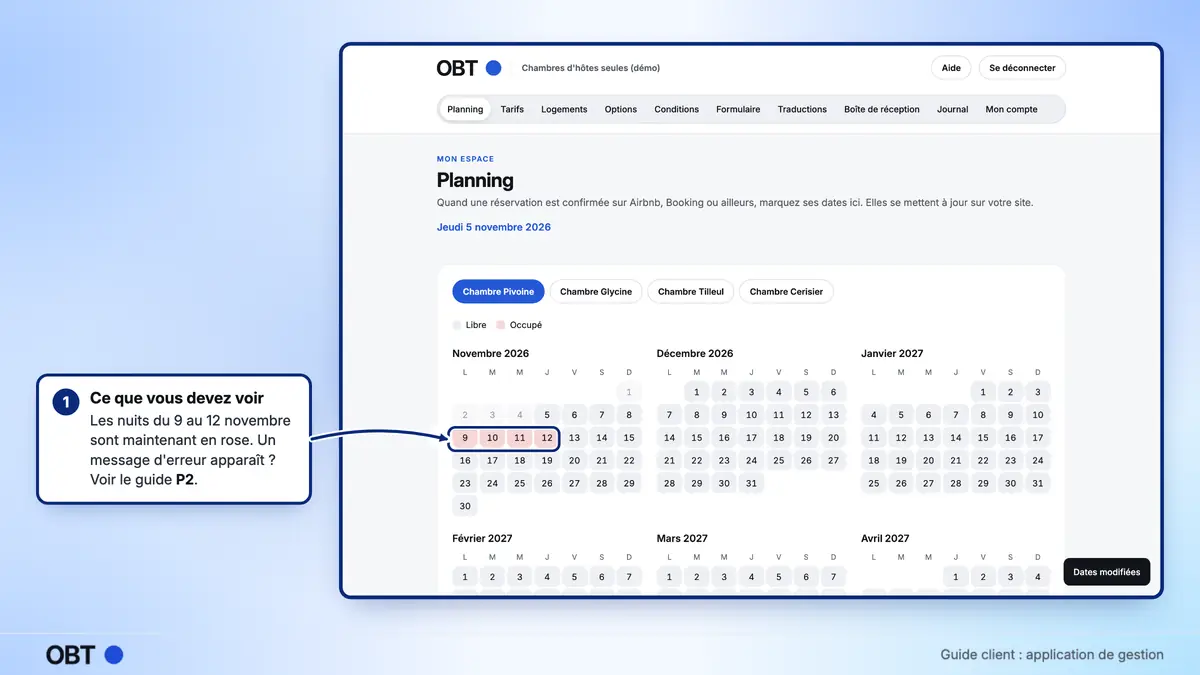 OBT
Chambres d'hôtes seules (démo)
Aide
Se déconnecter
Planning
Tarifs
Logements
Options
Conditions
Formulaire
Traductions
Boîte de réception
Journal
Mon compte
MON ESPACE
Planning
Quand une réservation est confirmée sur Airbnb, Booking ou ailleurs, marquez ses dates ici. Elles se mettent à jour sur votre site.
Jeudi 5 novembre 2026
Chambre Pivoine
Chambre Glycine
Chambre Tilleul
Chambre Cerisier
Libre
Occupé
Novembre 2026
L M M J V S D
1
2 3 4 5 6 7 8
9 10 11 12 13 14 15
16 17 18 19 20 21 22
23 24 25 26 27 28 29
30
Décembre 2026
L M M J V S D
1 2 3 4 5 6
7 8 9 10 11 12 13
14 15 16 17 18 19 20
21 22 23 24 25 26 27
28 29 30 31
Janvier 2027
L M M J V S D
1 2 3
4 5 6 7 8 9 10
11 12 13 14 15 16 17
18 19 20 21 22 23 24
25 26 27 28 29 30 31
Février 2027
L M M J V S D
1 2 3 4 5 6 7
Mars 2027
L M M J V S D
1 2 3 4 5 6 7
Avril 2027
L M M J V S D
1 2 3 4
Dates modifiées
1
Ce que vous devez voir
Les nuits du 9 au 12 novembre
sont maintenant en rose. Un
message d'erreur apparaît ?
Voir le guide P2.
OBT
Guide client : application de gestion